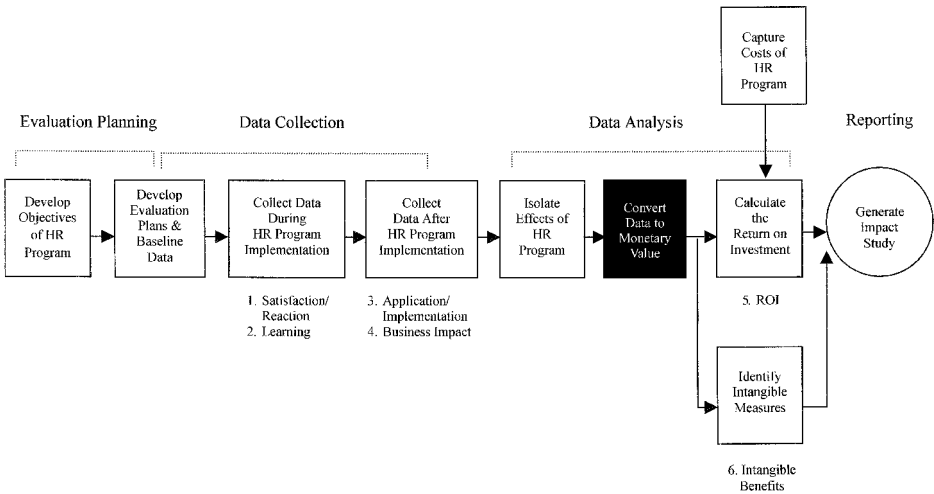 Capture
Costs of
HR
Program
Evaluation Planning
Data Collection
Data Analysis
Reporting
Develop
Objectives
of HR
Program
Develop
Evaluation
Plans &
Baseline
Data
Collect Data
During
HR Program
Implementation
Collect
Data After
HR Program
Implementation
Isolate
Effects of
HR
Program
Convert
Data to
Monetary
Value
Calculate
the
Return on
Investment
Generate
Impact
Study
1. Satisfaction/
Reaction
2. Learning
3. Application/
Implementation
4. Business Impact
5. ROI
Identify
Intangible
Measures
6. Intangible
Benefits